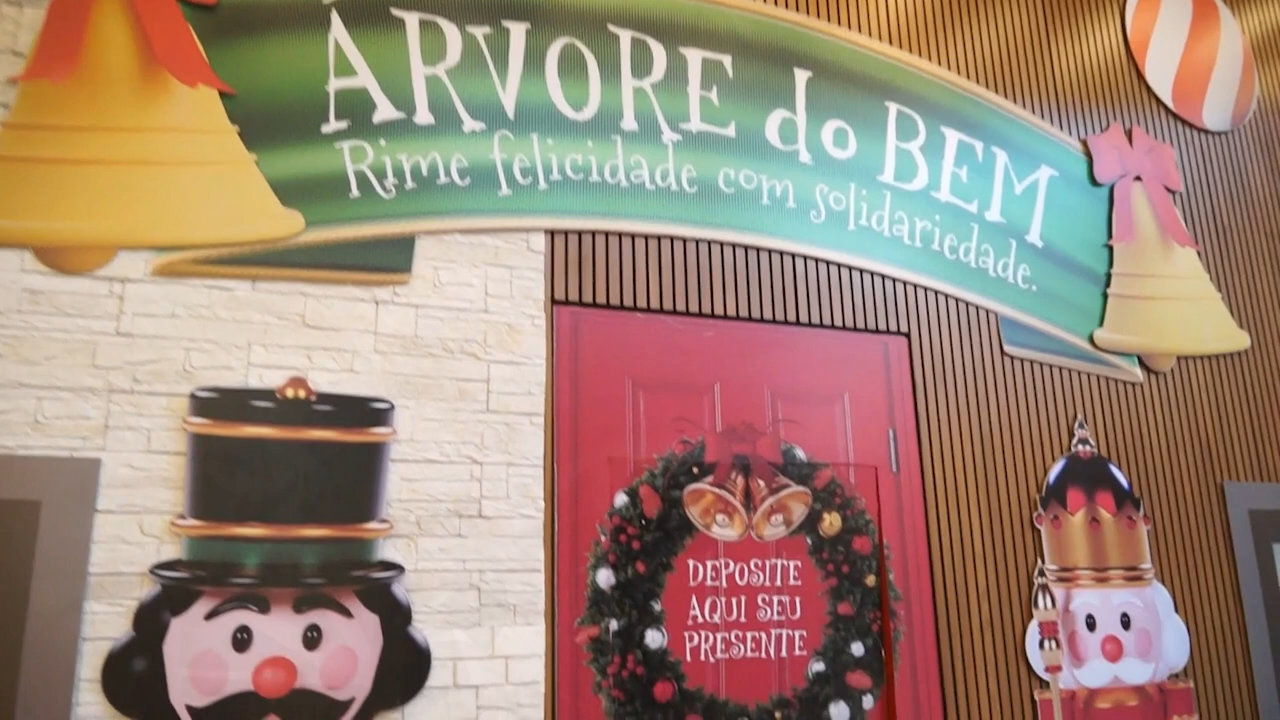 ÁRVORE do BEM
Rime felicidade com solidariedade.
DEPOSITE
AQUI SEU
PRESENTE